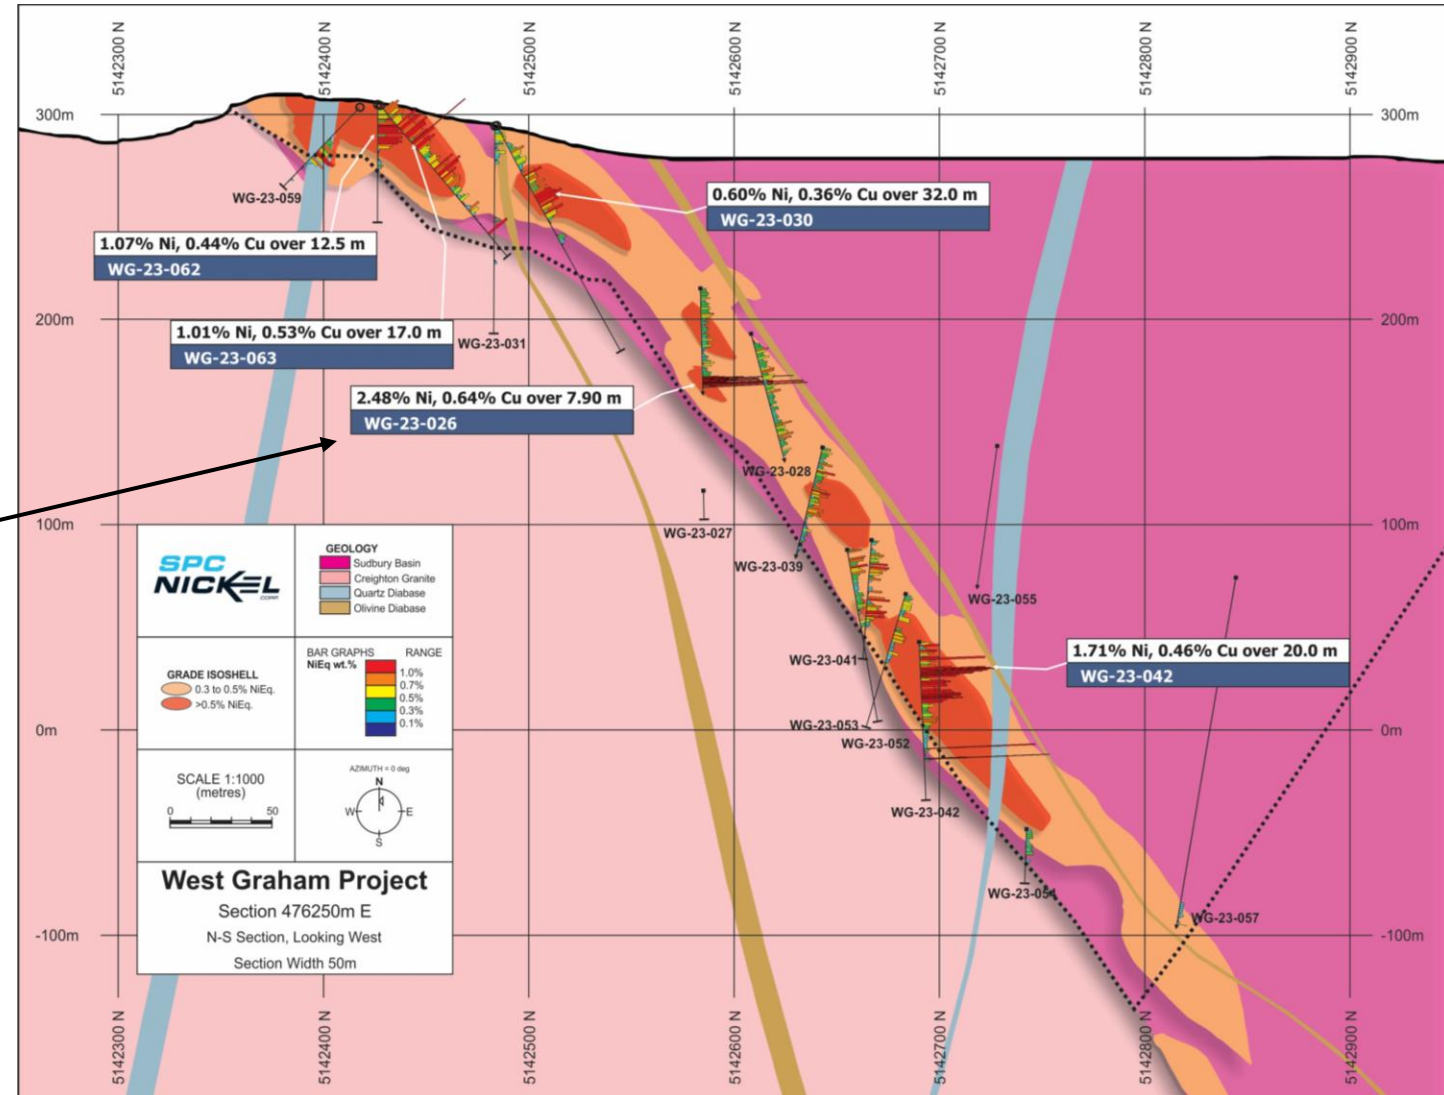 5142300 N
5142400 N
5142500 N
5142600 N
5142700 N
5142800 N
5142900 N
300m
300m
WG-23-059
0.60% Ni, 0.36% Cu over 32.0 m
WG-23-030
1.07% Ni, 0.44% Cu over 12.5 m
WG-23-062
200m
200m
1.01% Ni, 0.53% Cu over 17.0 m
WG-23-063
WG-23-031
2.48% Ni, 0.64% Cu over 7.90 m
WG-23-026
WG-23-028
100m
100m
WG-23-027
WG-23-039
WG-23-055
SPC
NICKEL
CORP.
GEOLOGY
Sudbury Basin
Creighton Granite
Quartz Diabase
Olivine Diabase
GRADE ISOSHELL
0.3 to 0.5% NiEq.
>0.5% NiEq.
BAR GRAPHS RANGE
NiEq wt.%
1.0%
0.7%
0.5%
0.3%
0.1%
WG-23-041
1.71% Ni, 0.46% Cu over 20.0 m
WG-23-042
WG-23-053
0m
0m
WG-23-052
SCALE 1:1000
(metres)
0 50
AZIMUTH = 0 deg
N
W E
S
WG-23-042
West Graham Project
Section 476250m E
N-S Section, Looking West
Section Width 50m
WG-23-054
WG-23-057
-100m
-100m
5142300 N
5142400 N
5142500 N
5142600 N
5142700 N
5142800 N
5142900 N